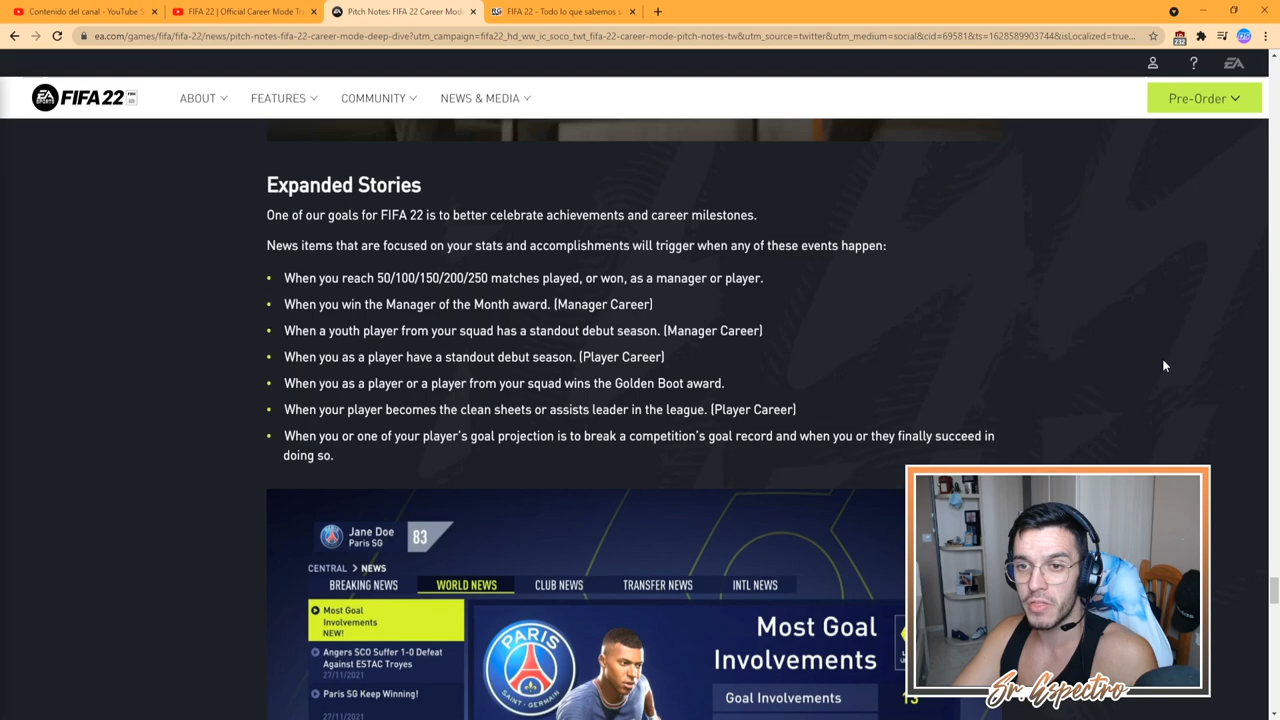 Contenido del canal - YouTube S
FIFA 22 | Official Career Mode Tr
Pitch Notes: FIFA 22 Career Mod
FIFA 22 - Todo lo que sabemos s
ea.com/games/fifa/fifa-22/news/pitch-notes-fifa-22-career-mode-deep-dive?utm_campaign=fifa22_hd_ww_ic_soco_twt_fifa-22-career-mode-pitch-notes-tw&utm_source=twitter&utm_medium=social&cid=69581&ts=1628589903744&isLocalized=true...
232
EA
EA SPORTS FIFA 22
ABOUT
FEATURES
COMMUNITY
NEWS & MEDIA
Pre-Order
Expanded Stories
One of our goals for FIFA 22 is to better celebrate achievements and career milestones.
News items that are focused on your stats and accomplishments will trigger when any of these events happen:
• When you reach 50/100/150/200/250 matches played, or won, as a manager or player.
• When you win the Manager of the Month award. (Manager Career)
• When a youth player from your squad has a standout debut season. (Manager Career)
• When you as a player have a standout debut season. (Player Career)
• When you as a player or a player from your squad wins the Golden Boot award.
• When your player becomes the clean sheets or assists leader in the league. (Player Career)
• When you or one of your player's goal projection is to break a competition's goal record and when you or they finally succeed in
doing so.
Jane Doe
Paris SG
83
CENTRAL > NEWS
BREAKING NEWS
WORLD NEWS
CLUB NEWS
TRANSFER NEWS
INTL NEWS
Most Goal
Involvements
NEW!
Angers SCO Suffer 1-0 Defeat
Against ESTAC Troyes
27/11/2021
Paris SG Keep Winning!
27/11/2021
PARIS
SAINT-GERMAIN
Most Goal
Involvements
Goal Involvements
13
Sr. Espectro